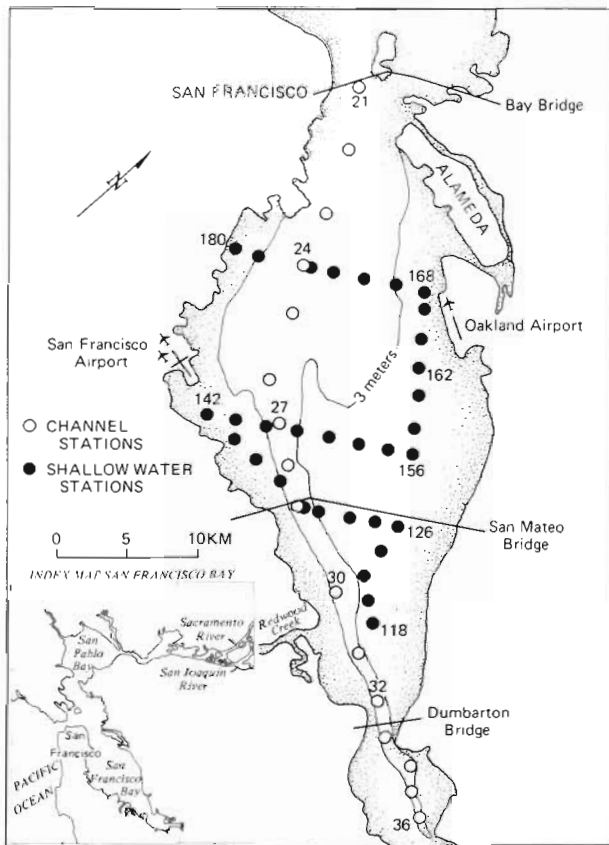 SAN FRANCISCO
21
Bay Bridge
N
ALAMEDA
180
24
168
Oakland Airport
San Francisco
Airport
3 meters
162
142
27
CHANNEL
STATIONS
SHALLOW WATER
STATIONS
156
126
San Mateo
Bridge
0 5 10KM
30
INDEX MAP SAN FRANCISCO BAY
118
Redwood
Creek
Sacramento
River
San
Pablo
Bay
San Joaquin
River
32
Dumbarton
Bridge
San
Francisco
San
Francisco
Bay
PACIFIC
OCEAN
36